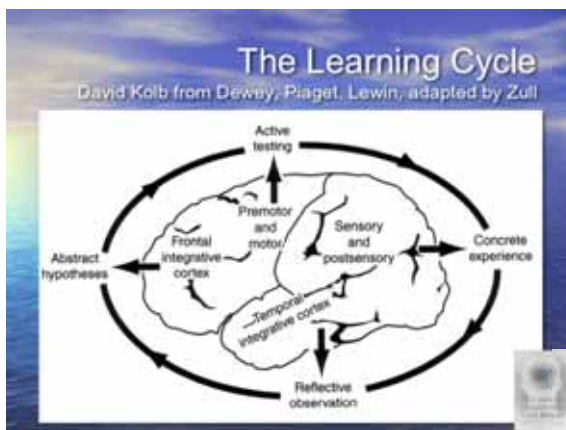 The Learning Cycle
David Kolb from Dewey, Piaget, Lewin, adapted by Zull
Active
testing
Premotor
and
motor
Sensory
and
postsensory
Concrete
experience
Frontal
integrative
cortex
Abstract
hypotheses
Temporal
integrative cortex
Reflective
observation